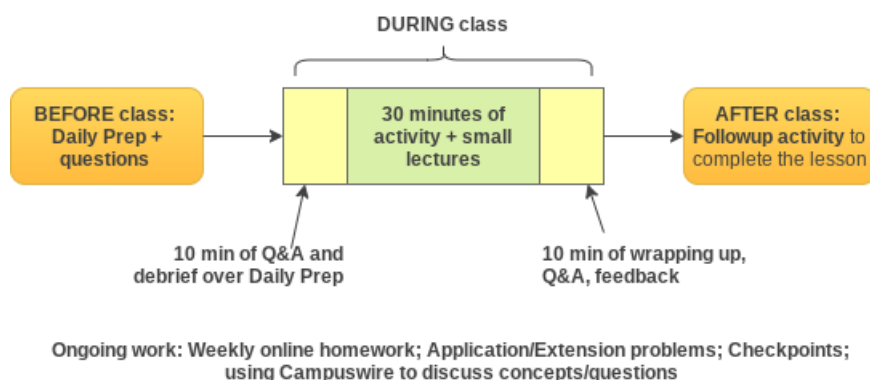 DURING class
BEFORE class:
Daily Prep +
questions
30 minutes of
activity + small
lectures
AFTER class:
Followup activity to
complete the lesson
10 min of Q&A and
debrief over Daily Prep
10 min of wrapping up,
Q&A, feedback
Ongoing work: Weekly online homework; Application/Extension problems; Checkpoints;
using Campuswire to discuss concepts/questions